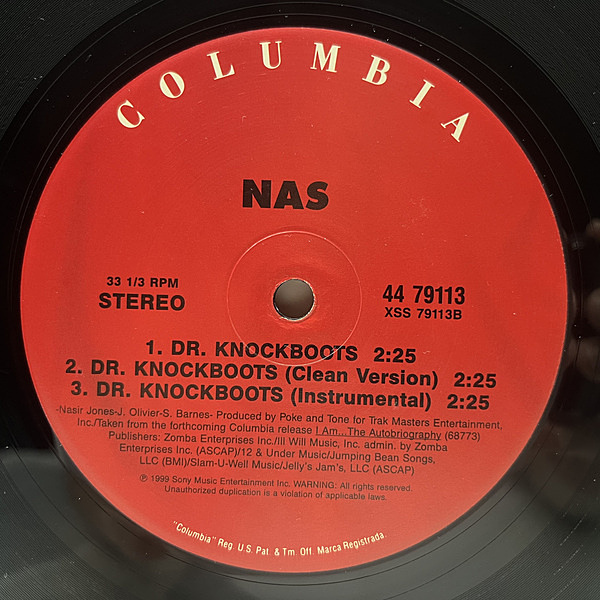 COLUMBIA
NAS
33 1/3 RPM
STEREO
44 79113
XSS 79113B
1. DR. KNOCKBOOTS 2:25
2. DR. KNOCKBOOTS (Clean Version) 2:25
3. DR. KNOCKBOOTS (Instrumental) 2:25
-Nasir Jones-J. Olivier-S. Barnes- Produced by Poke and Tone for Trak Masters Entertainment,
Inc./Taken from the forthcoming Columbia release I Am...The Autobriography (68773)
Publishers: Zomba Enterprises Inc./Ill Will Music, Inc. admin. by Zomba
Enterprises Inc. (ASCAP)/12 & Under Music/Jumping Bean Songs,
LLC (BMI)/Slam-U-Well Music/Jelly's Jam's, LLC (ASCAP)
℗ 1999 Sony Music Entertainment Inc. WARNING: All rights reserved.
Unauthorized duplication is a violation of applicable laws.
"Columbia" Reg. U.S. Pat. & Tm. Off. Marca Registrada.